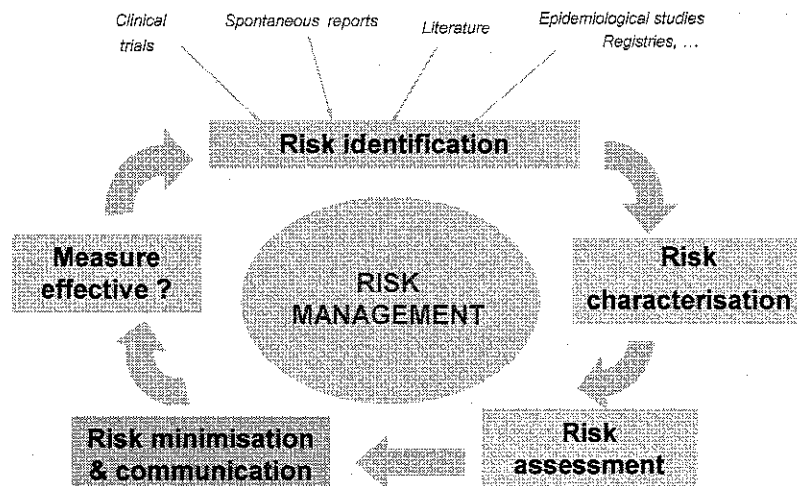 Clinical
trials
Spontaneous reports
Literature
Epidemiological studies
Registries, ...
Risk identification
Risk
characterisation
Risk
assessment
Risk minimisation
& communication
Measure
effective ?
RISK
MANAGEMENT